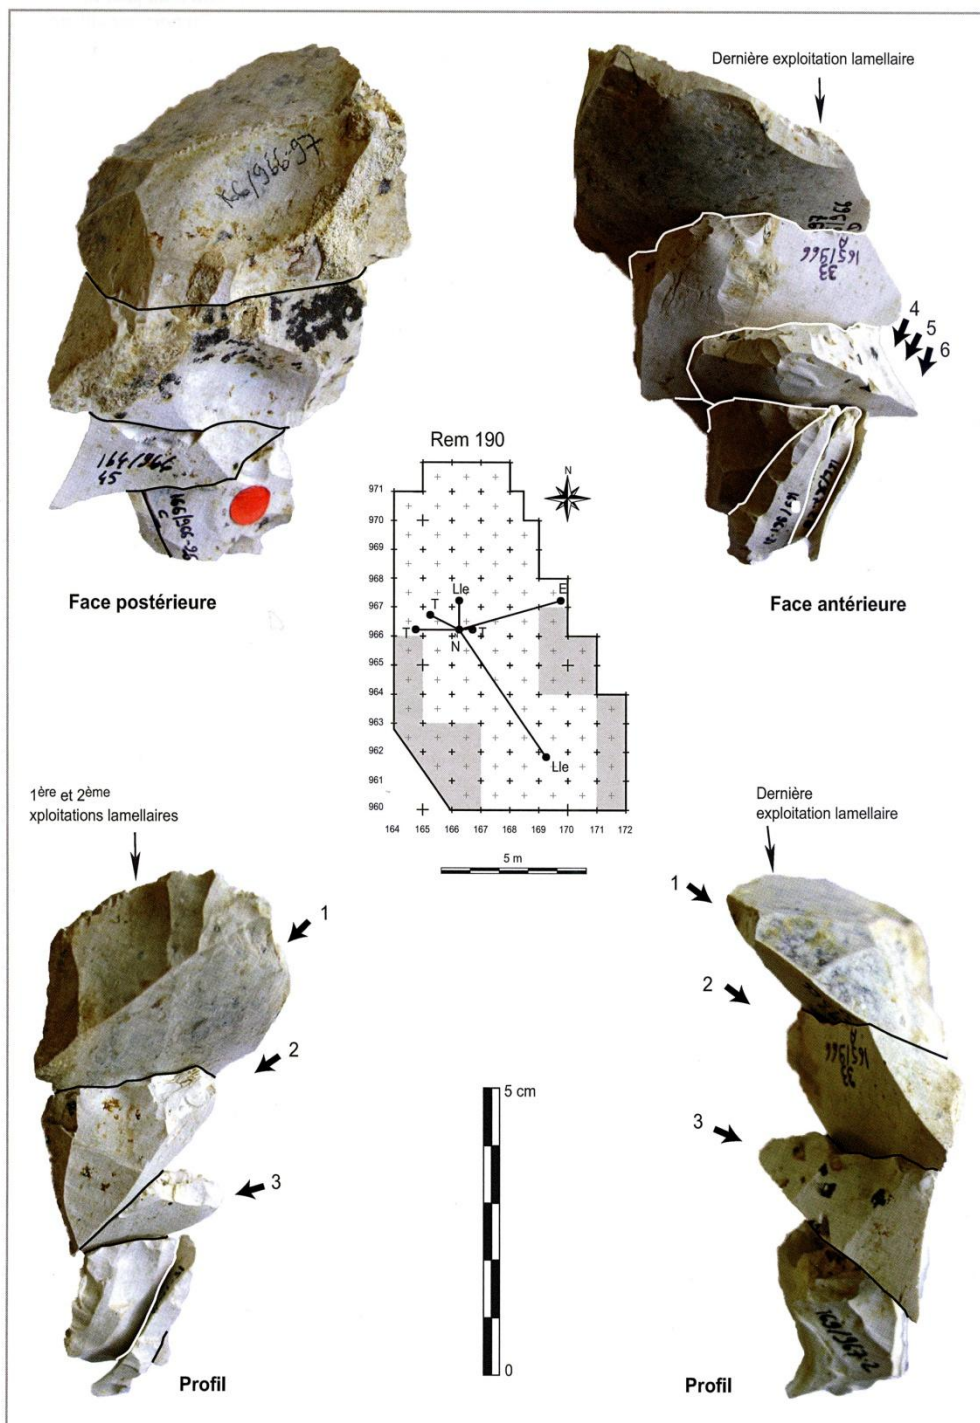 Dernière exploitation lamellaire
33
4
5
6
Face postérieure
Face antérieure
Rem 190
N
971
970
969
968
967
966
965
964
963
962
961
960
Lle
E
T
T
N
T
Lle
164 165 166 167 168 169 170 171 172
5 m
1ère et 2ème
xploitations lamellaires
1
2
3
5 cm
0
Profil
Dernière
exploitation lamellaire
1
2
3
Profil